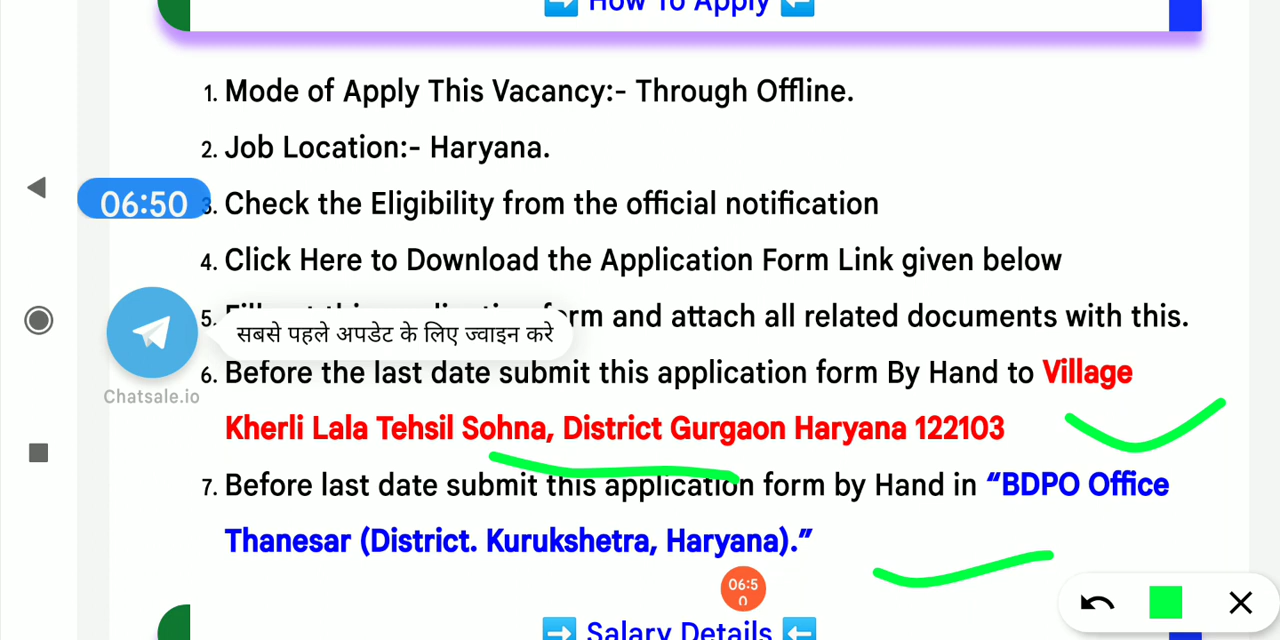 How To Apply
1. Mode of Apply This Vacancy:- Through Offline.
2. Job Location:- Haryana.
06:50
3. Check the Eligibility from the official notification
4. Click Here to Download the Application Form Link given below
5. form and attach all related documents with this.
सबसे पहले अपडेट के लिए ज्वाइन करे
6. Before the last date submit this application form By Hand to Village
Chatsale.io
Kherli Lala Tehsil Sohna, District Gurgaon Haryana 122103
7. Before last date submit this application form by Hand in “BDPO Office
Thanesar (District. Kurukshetra, Haryana).”
06:50
Salary Details